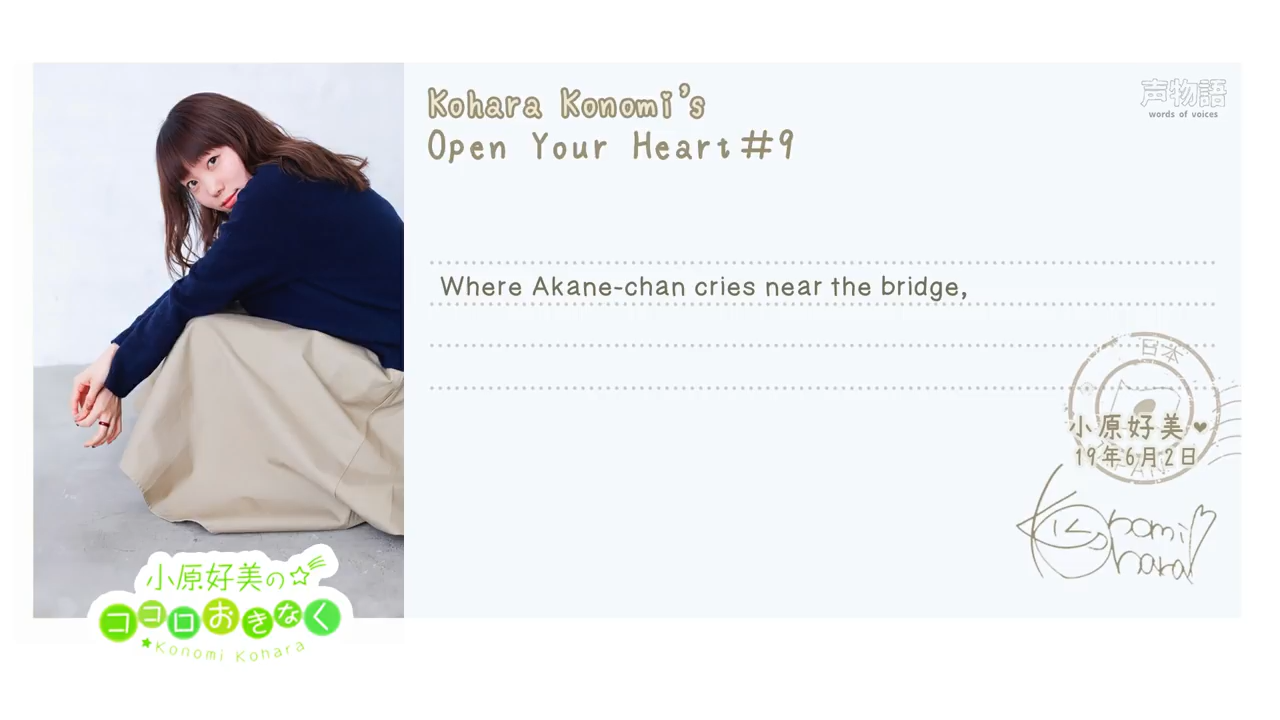 Kohara Konomi's
Open Your Heart #9
声物語
words of voices
Where Akane-chan cries near the bridge,
日本
小原好美♥
19年6月2日
Konomi
Kohara
小原好美の☆
ココロおきなく
★Konomi Kohara